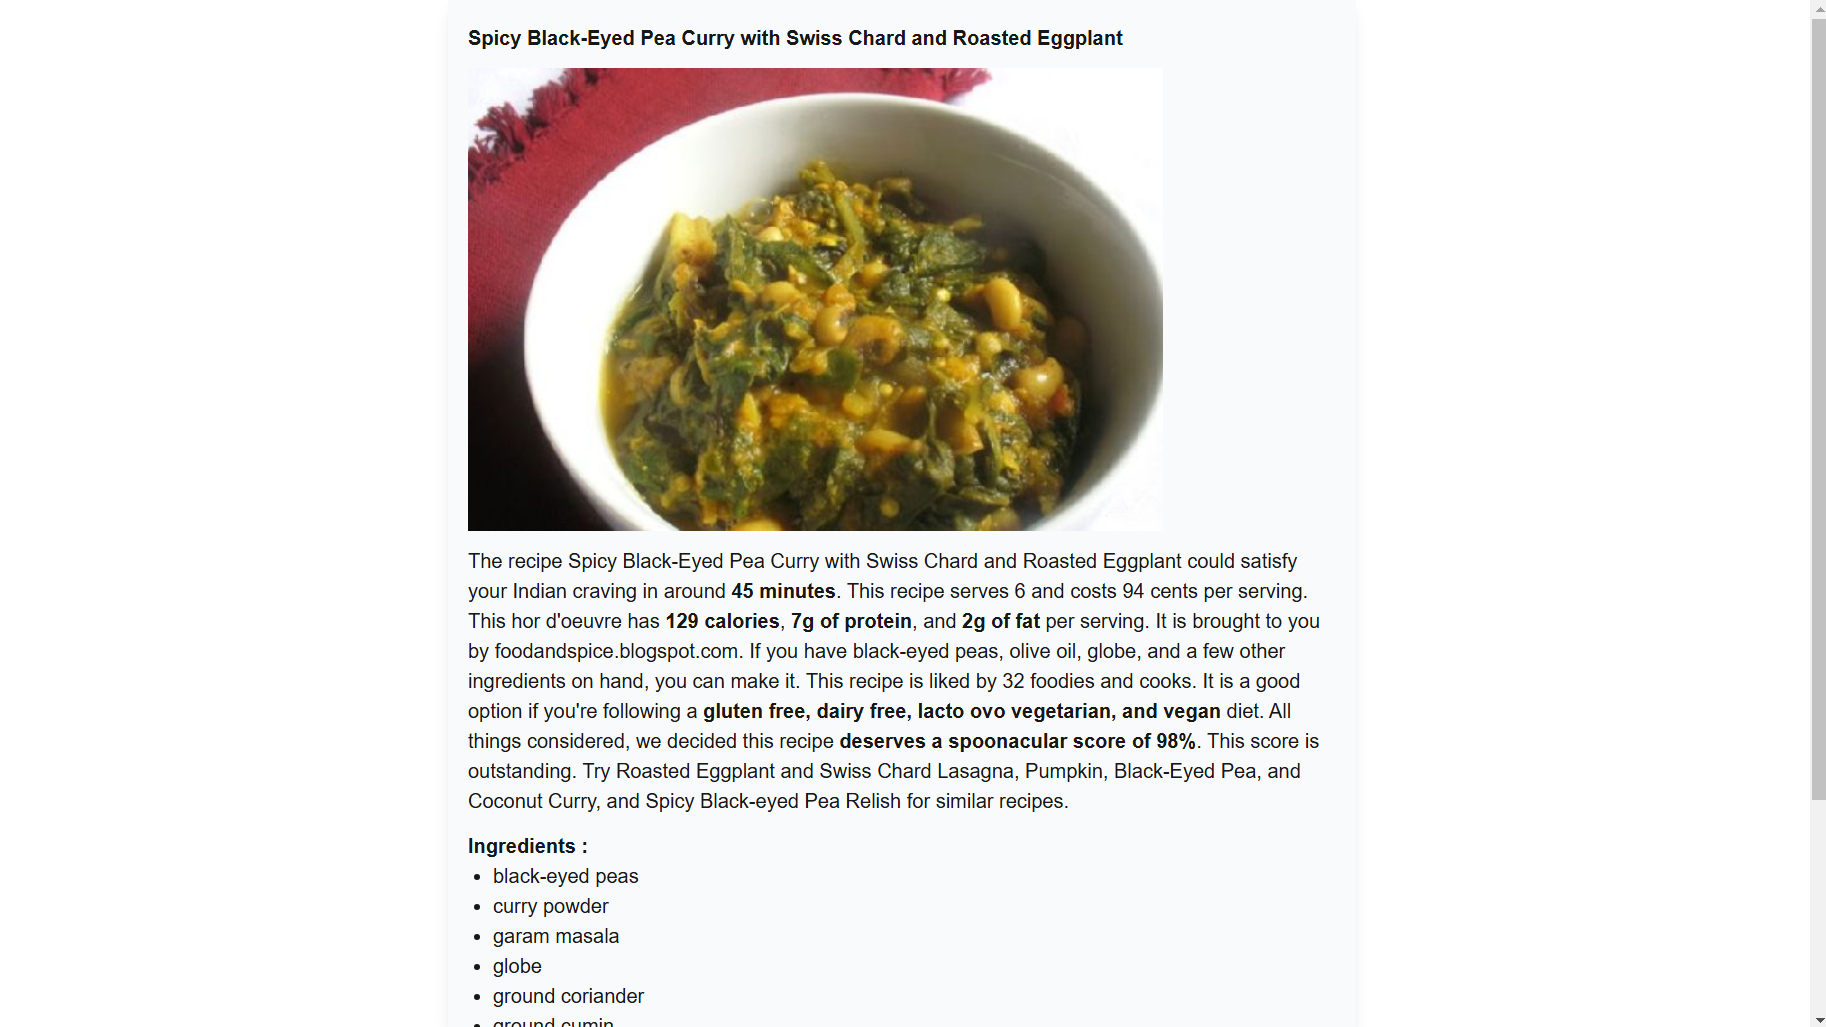 Spicy Black-Eyed Pea Curry with Swiss Chard and Roasted Eggplant
The recipe Spicy Black-Eyed Pea Curry with Swiss Chard and Roasted Eggplant could satisfy
your Indian craving in around 45 minutes. This recipe serves 6 and costs 94 cents per serving.
This hor d'oeuvre has 129 calories, 7g of protein, and 2g of fat per serving. It is brought to you
by foodandspice.blogspot.com. If you have black-eyed peas, olive oil, globe, and a few other
ingredients on hand, you can make it. This recipe is liked by 32 foodies and cooks. It is a good
option if you're following a gluten free, dairy free, lacto ovo vegetarian, and vegan diet. All
things considered, we decided this recipe deserves a spoonacular score of 98%. This score is
outstanding. Try Roasted Eggplant and Swiss Chard Lasagna, Pumpkin, Black-Eyed Pea, and
Coconut Curry, and Spicy Black-eyed Pea Relish for similar recipes.
Ingredients :
• black-eyed peas
• curry powder
• garam masala
• globe
• ground coriander
• ground cumin